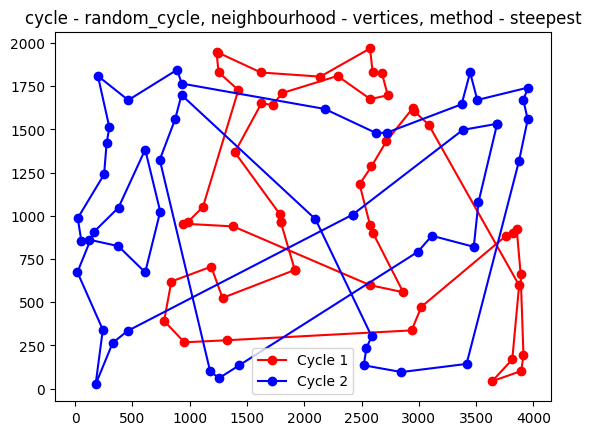 cycle - random_cycle, neighbourhood - vertices, method - steepest
2000
1750
1500
1250
1000
750
500
250
0
Cycle 1
Cycle 2
0 500 1000 1500 2000 2500 3000 3500 4000